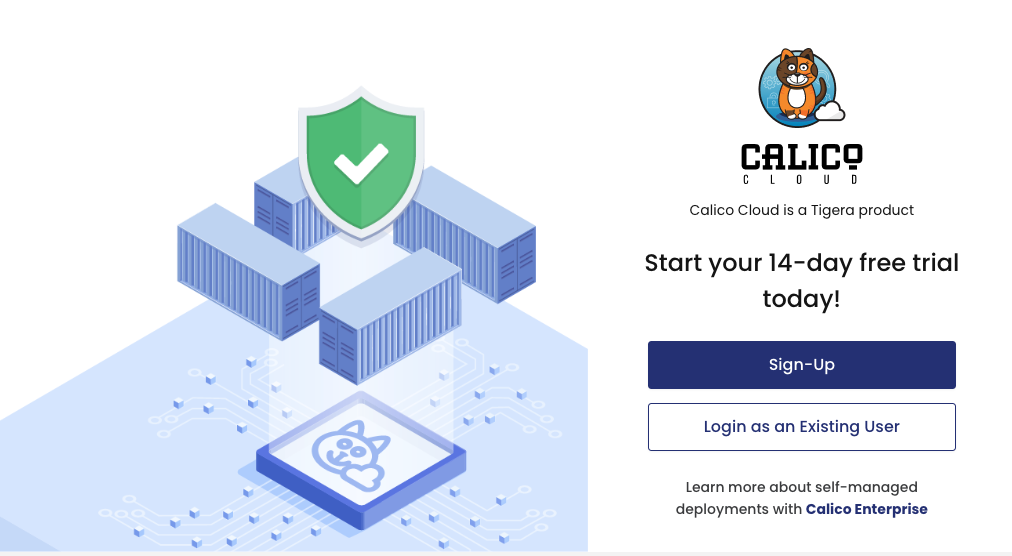 CALICO
CLOUD
Calico Cloud is a Tigera product
Start your 14-day free trial
today!
Sign-Up
Login as an Existing User
Learn more about self-managed
deployments with Calico Enterprise